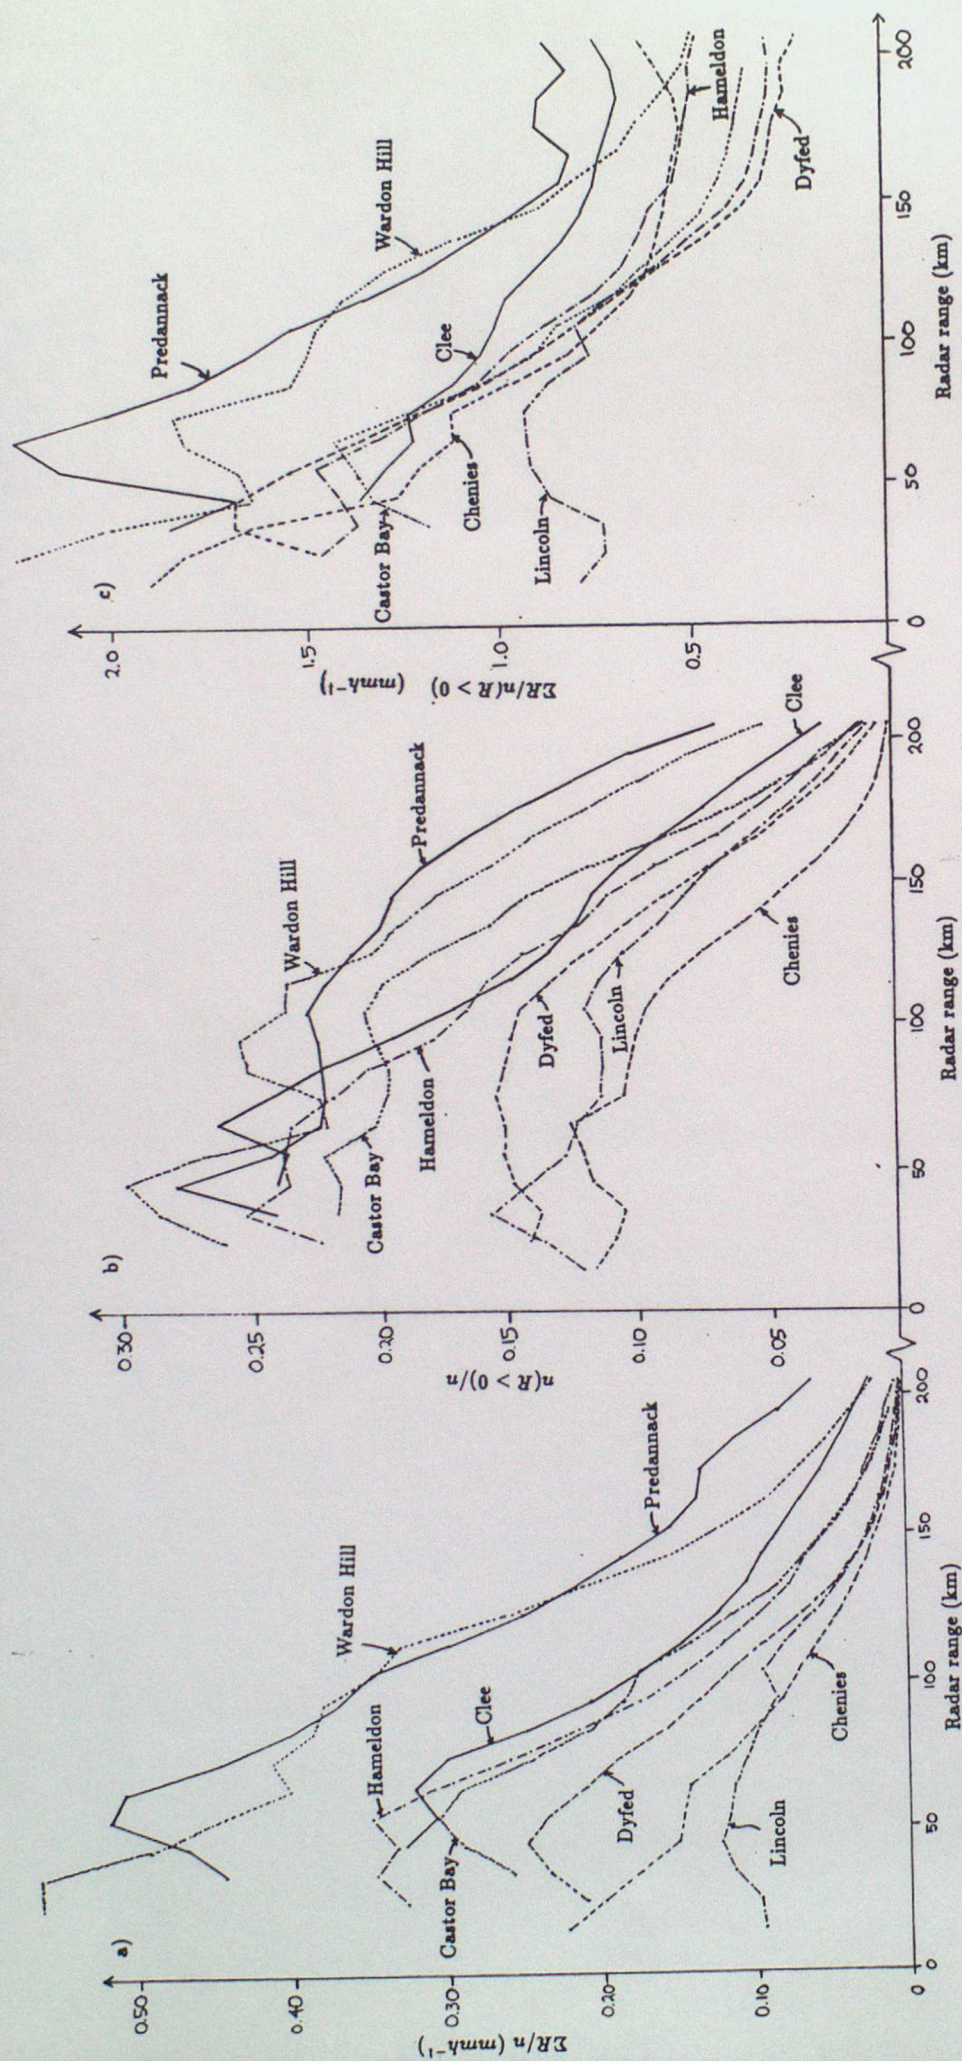 a)
ΣR/n (mmh⁻¹)
0.50
0.40
0.30
0.20
0.10
0
50
100
150
200
Radar range (km)
Wardon Hill
Predannack
Hameldon
Clee
Castor Bay
Dyfed
Lincoln
Chenies
b)
n(R > 0)/n
0.30
0.25
0.20
0.15
0.10
0.05
0
50
100
150
200
Radar range (km)
Wardon Hill
Predannack
Clee
Castor Bay
Hameldon
Dyfed
Lincoln
Chenies
c)
ΣR/n(R > 0) (mmh⁻¹)
2.0
1.5
1.0
0.5
0
50
100
150
200
Radar range (km)
Predannack
Wardon Hill
Clee
Castor Bay
Chenies
Lincoln
Hameldon
Dyfed